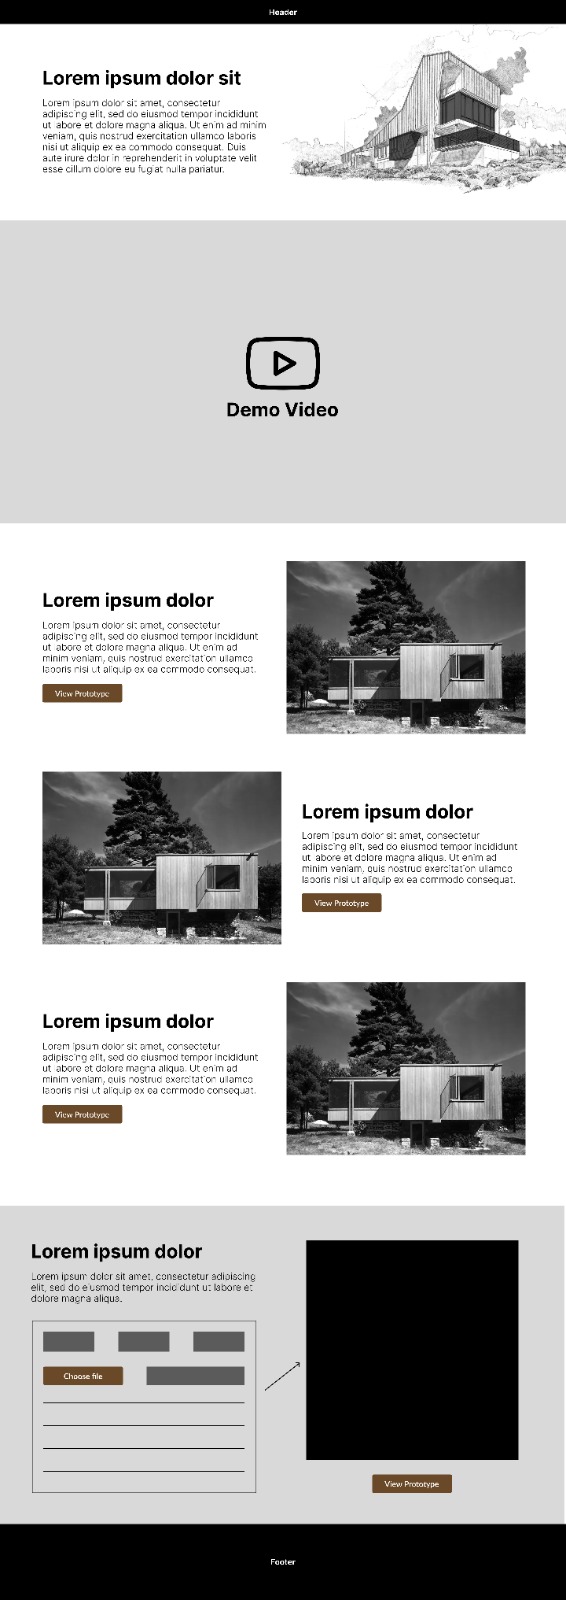 Header
Lorem ipsum dolor sit
Lorem ipsum dolor sit amet, consectetur
adipiscing elit, sed do eiusmod tempor incididunt
ut labore et dolore magna aliqua. Ut enim ad minim
veniam, quis nostrud exercitation ullamco laboris
nisi ut aliquip ex ea commodo consequat. Duis
aute irure dolor in reprehenderit in voluptate velit
esse cillum dolore eu fugiat nulla pariatur.
Demo Video
Lorem ipsum dolor
Lorem ipsum dolor sit amet, consectetur
adipiscing elit, sed do eiusmod tempor incididunt
ut labore et dolore magna aliqua. Ut enim ad
minim veniam, quis nostrud exercitation ullamco
laboris nisi ut aliquip ex ea commodo consequat.
View Prototype
Lorem ipsum dolor
Lorem ipsum dolor sit amet, consectetur
adipiscing elit, sed do eiusmod tempor incididunt
ut labore et dolore magna aliqua. Ut enim ad
minim veniam, quis nostrud exercitation ullamco
laboris nisi ut aliquip ex ea commodo consequat.
View Prototype
Lorem ipsum dolor
Lorem ipsum dolor sit amet, consectetur
adipiscing elit, sed do eiusmod tempor incididunt
ut labore et dolore magna aliqua. Ut enim ad
minim veniam, quis nostrud exercitation ullamco
laboris nisi ut aliquip ex ea commodo consequat.
View Prototype
Lorem ipsum dolor
Lorem ipsum dolor sit amet, consectetur adipiscing
elit, sed do eiusmod tempor incididunt ut labore et
dolore magna aliqua.
Choose file
View Prototype
Footer